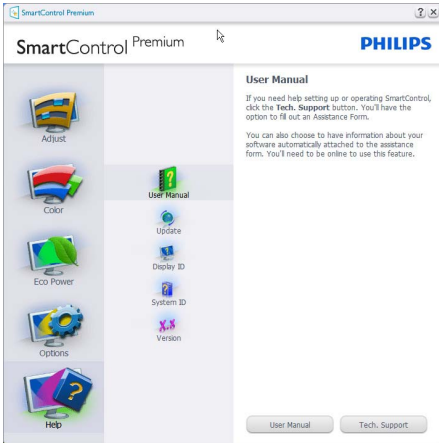 SmartControl Premium
SmartControl Premium
PHILIPS
Adjust
Color
Eco Power
Options
Help
User Manual
Update
Display ID
System ID
X.X
Version
User Manual
If you need help setting up or operating SmartControl,
click the Tech. Support button. You'll have the
option to fill out an Assistance Form.
You can also choose to have information about your
software automatically attached to the assistance
form. You'll need to be online to use this feature.
User Manual
Tech. Support